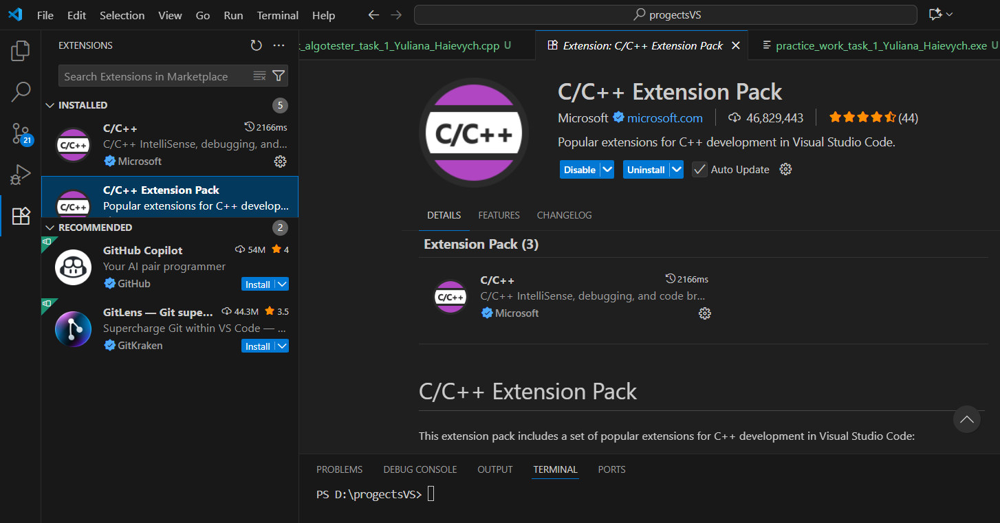 File Edit Selection View Go Run Terminal Help progectsVS
EXTENSIONS
Search Extensions in Marketplace
INSTALLED 5
C/C++ 2166ms
C/C++ IntelliSense, debugging, and...
Microsoft
21
C/C++ Extension Pack
Popular extensions for C++ develop...
RECOMMENDED 2
GitHub Copilot 54M 4
Your AI pair programmer
GitHub Install
GitLens — Git supe... 44.3M 3.5
Supercharge Git within VS Code — ...
GitKraken Install
C/C++
C/C++
_algotester_task_1_Yuliana_Haievych.cpp U
Extension: C/C++ Extension Pack
practice_work_task_1_Yuliana_Haievych.exe U
C/C++
C/C++ Extension Pack
Microsoft microsoft.com 46,829,443 (44)
Popular extensions for C++ development in Visual Studio Code.
Disable Uninstall Auto Update
DETAILS FEATURES CHANGELOG
Extension Pack (3)
C/C++
C/C++ 2166ms
C/C++ IntelliSense, debugging, and code br...
Microsoft
C/C++ Extension Pack
This extension pack includes a set of popular extensions for C++ development in Visual Studio Code:
PROBLEMS DEBUG CONSOLE OUTPUT TERMINAL PORTS
PS D:\progectsVS>